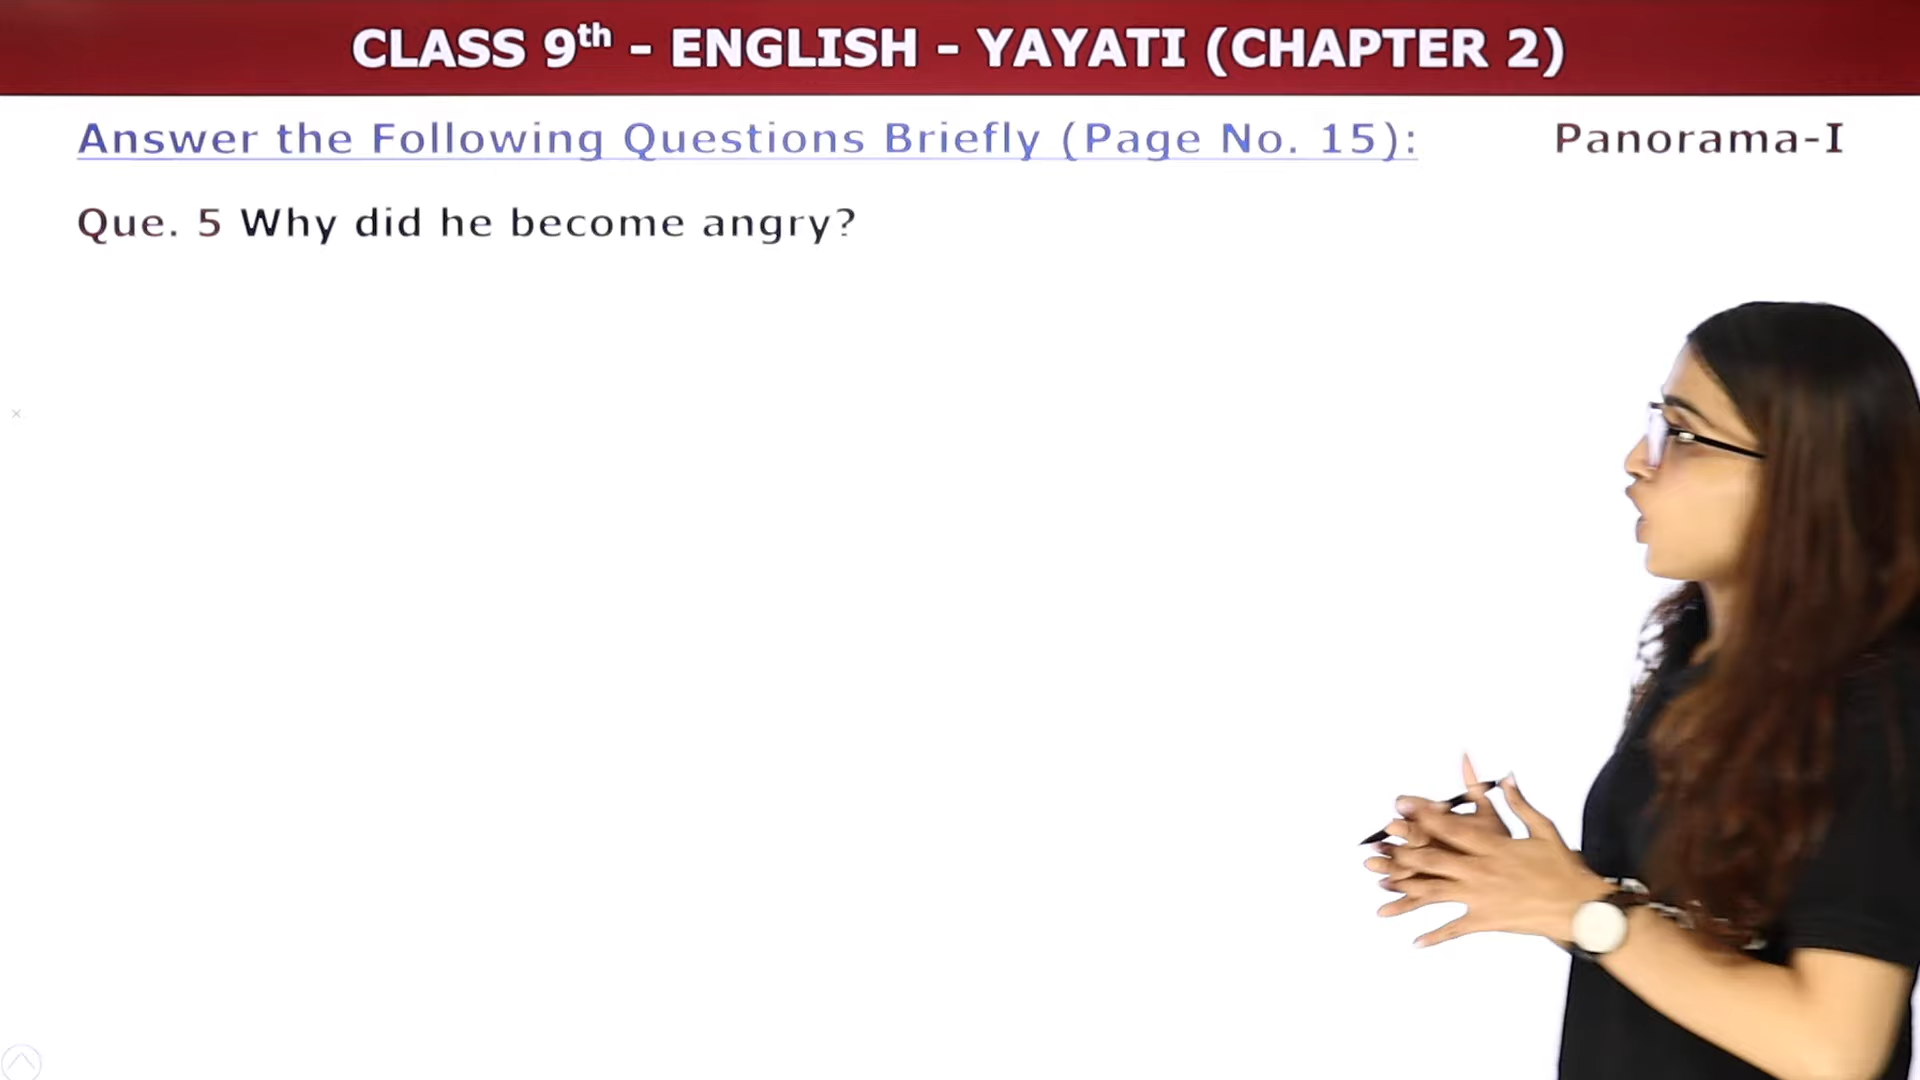 CLASS 9th - ENGLISH - YAYATI (CHAPTER 2)
Answer the Following Questions Briefly (Page No. 15): Panorama-I
Que. 5 Why did he become angry?